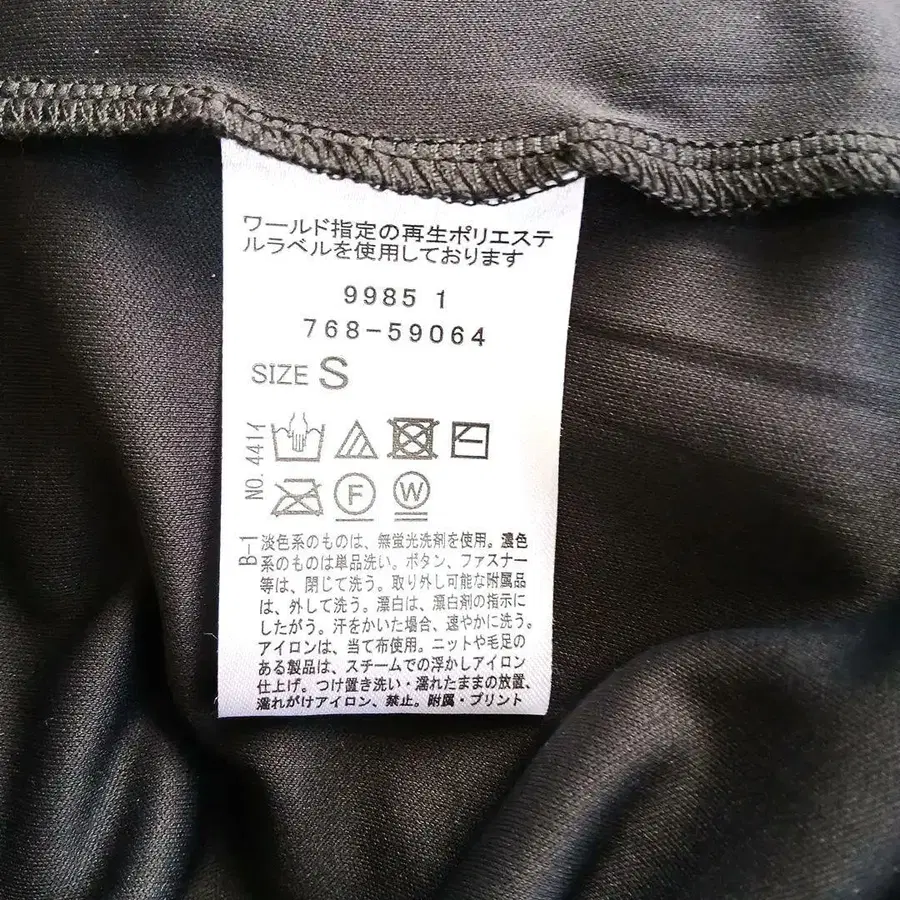 ワールド指定の再生ポリエステ
ルラベルを使用しております
9985 1
768-59064
SIZE S
NO. 441イ
F
W
B-1
淡色系のものは、無蛍光洗剤を使用。濃色
系のものは単品洗い。ボタン、ファスナー
等は、閉じて洗う。取り外し可能な附属品
は、外して洗う。漂白は、漂白剤の指示に
したがう。汗をかいた場合、速やかに洗う。
アイロンは、当て布使用。ニットや毛足の
ある製品は、スチームでの浮かしアイロン
仕上げ。つけ置き洗い・濡れたままの放置、
濡れがけアイロン、禁止。附属・プリント